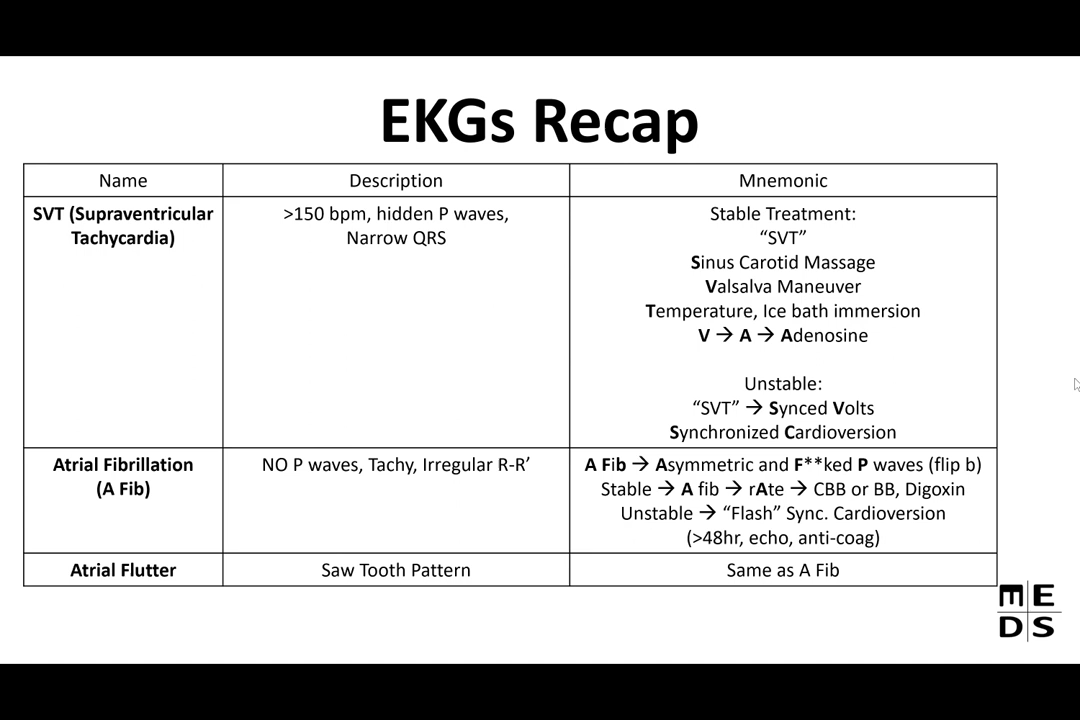 EKGs Recap
Name
Description
Mnemonic
SVT (Supraventricular
Tachycardia)
>150 bpm, hidden P waves,
Narrow QRS
Stable Treatment:
“SVT”
Sinus Carotid Massage
Valsalva Maneuver
Temperature, Ice bath immersion
V → A → Adenosine
Unstable:
“SVT” → Synced Volts
Synchronized Cardioversion
Atrial Fibrillation
(A Fib)
NO P waves, Tachy, Irregular R-R’
A Fib → Asymmetric and F**ked P waves (flip b)
Stable → A fib → rAte → CBB or BB, Digoxin
Unstable → “Flash” Sync. Cardioversion
(>48hr, echo, anti-coag)
Atrial Flutter
Saw Tooth Pattern
Same as A Fib
ME
DS